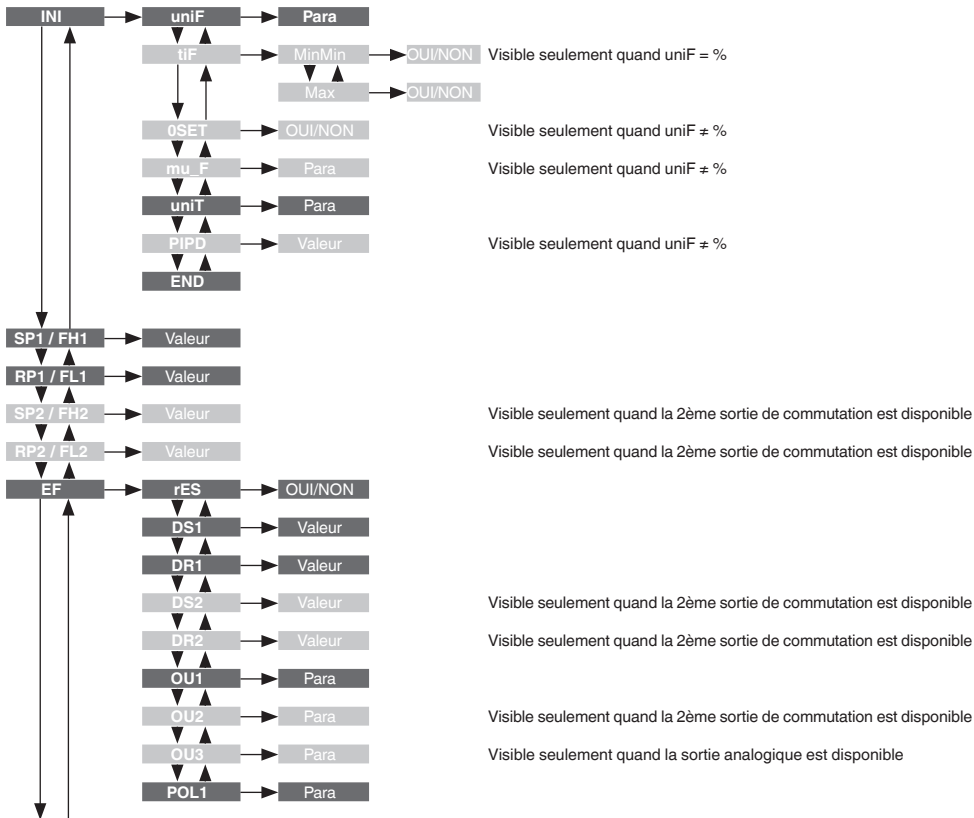 INI uniF Para
tiF MinMin OUI/NON Visible seulement quand uniF = %
Max OUI/NON
0SET OUI/NON Visible seulement quand uniF ≠ %
mu_F Para Visible seulement quand uniF ≠ %
uniT Para
PIPD Valeur Visible seulement quand uniF ≠ %
END
SP1 / FH1 Valeur
RP1 / FL1 Valeur
SP2 / FH2 Valeur Visible seulement quand la 2ème sortie de commutation est disponible
RP2 / FL2 Valeur Visible seulement quand la 2ème sortie de commutation est disponible
EF rES OUI/NON
DS1 Valeur
DR1 Valeur
DS2 Valeur Visible seulement quand la 2ème sortie de commutation est disponible
DR2 Valeur Visible seulement quand la 2ème sortie de commutation est disponible
OU1 Para
OU2 Para Visible seulement quand la 2ème sortie de commutation est disponible
OU3 Para Visible seulement quand la sortie analogique est disponible
POL1 Para